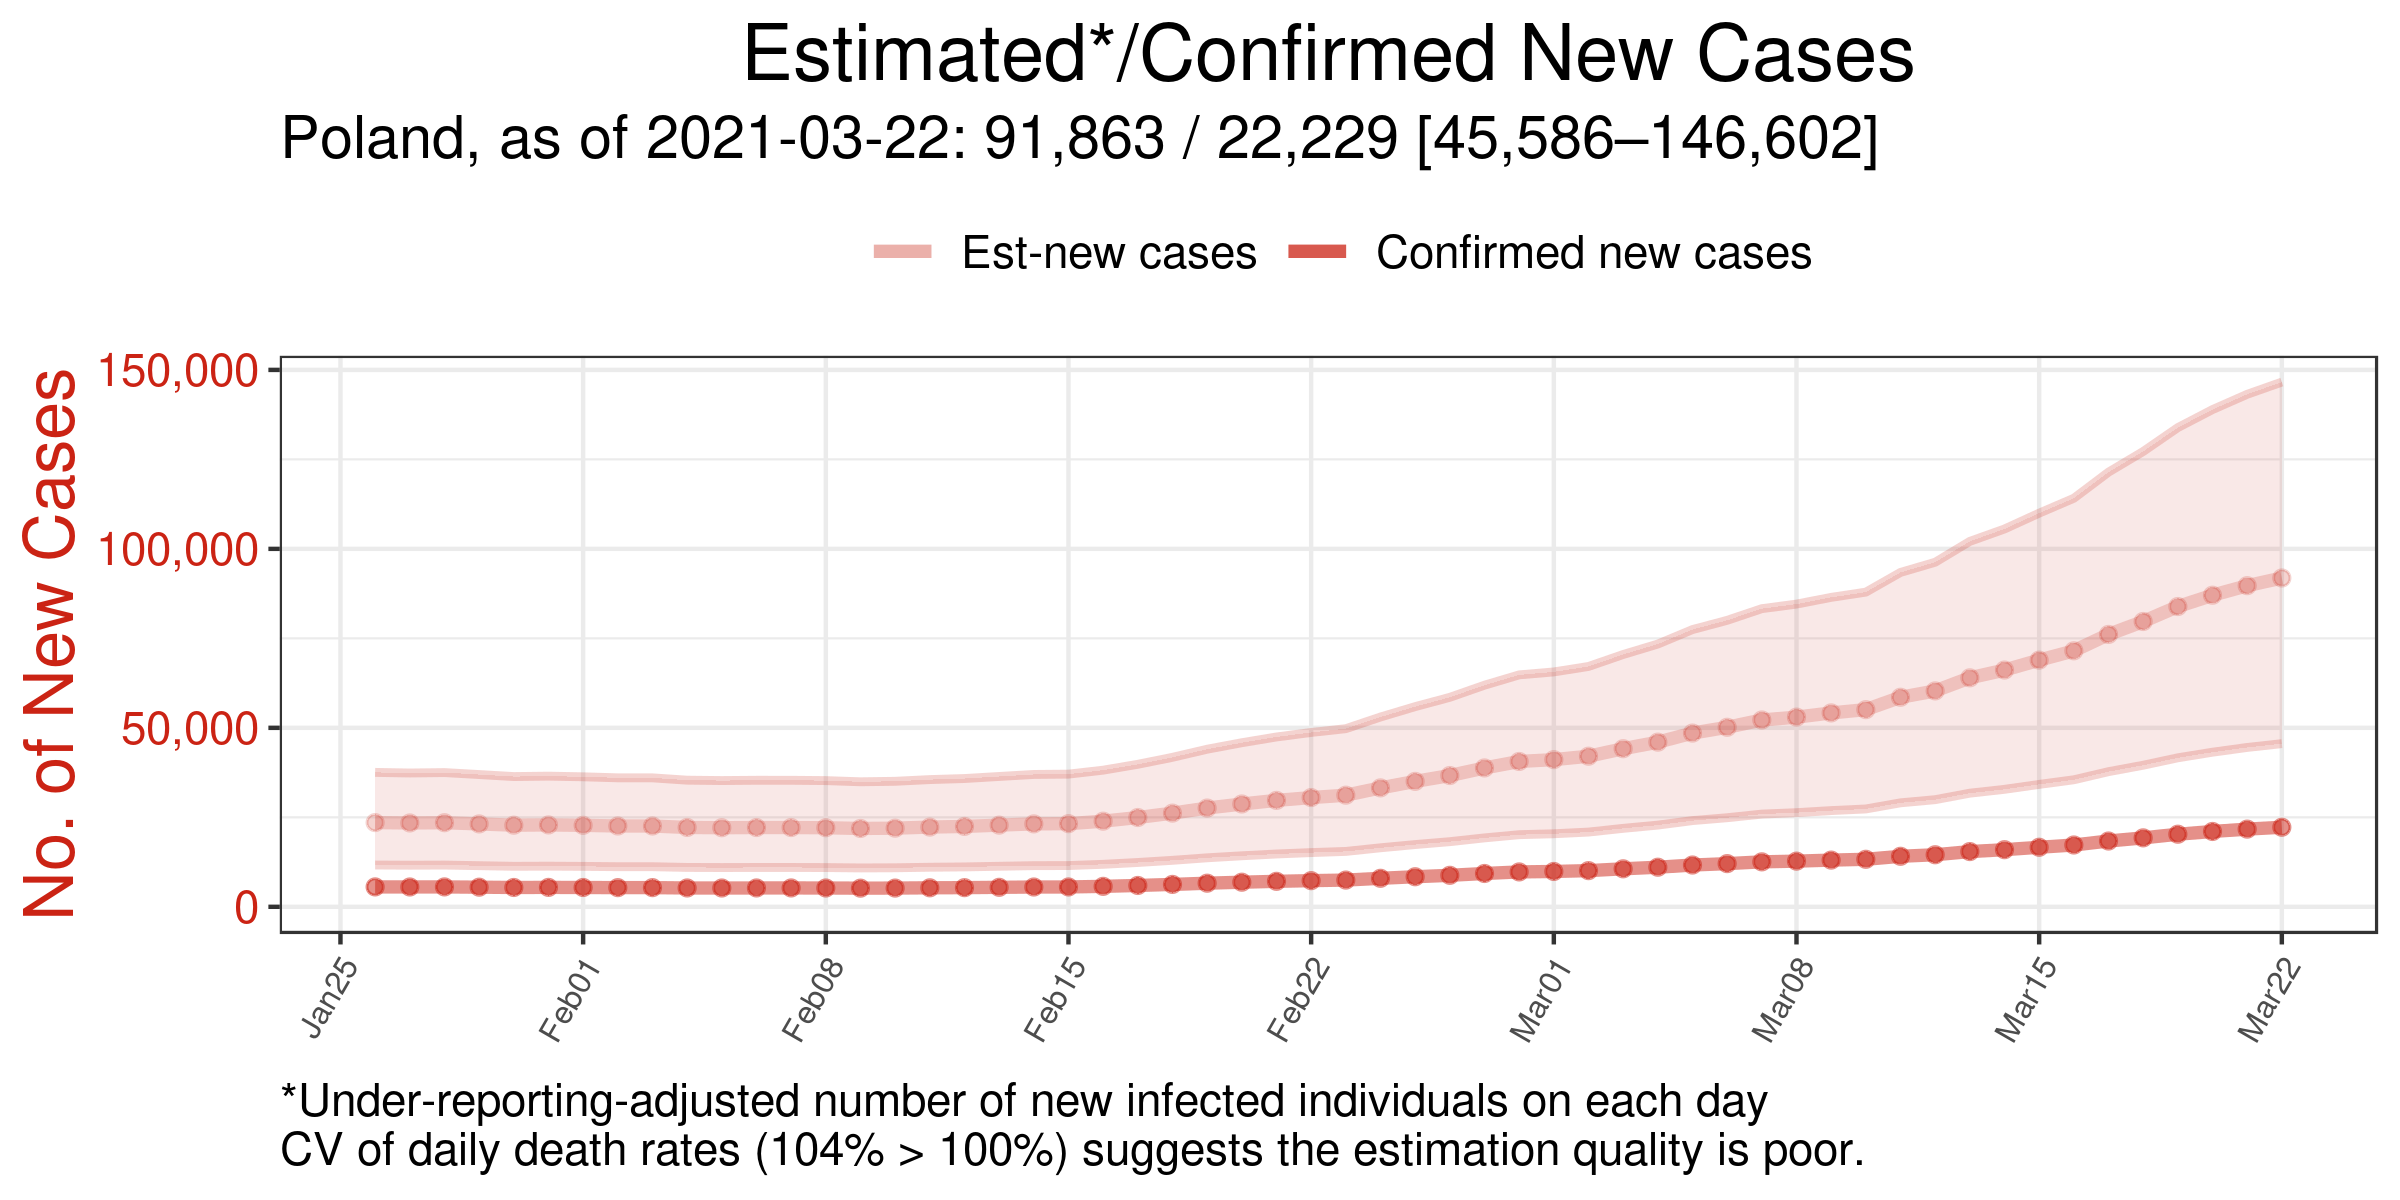 Estimated*/Confirmed New Cases
Poland, as of 2021-03-22: 91,863 / 22,229 [45,586–146,602]
Est-new cases
Confirmed new cases
No. of New Cases
150,000
100,000
50,000
0
Jan25
Feb01
Feb08
Feb15
Feb22
Mar01
Mar08
Mar15
Mar22
*Under-reporting-adjusted number of new infected individuals on each day
CV of daily death rates (104% > 100%) suggests the estimation quality is poor.